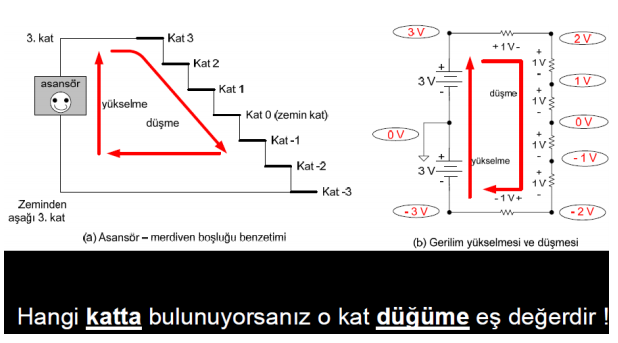 3. kat
Kat 3
Kat 2
asansör
Kat 1
yükselme
Kat 0 (zemin kat)
düşme
Kat -1
Kat -2
Kat -3
Zeminden
aşağı 3. kat
(a) Asansör – merdiven boşluğu benzetimi
3 V
+ 1 V -
2 V
+
1 V
-
1 V
+
3 V
-
düşme
+
1 V
-
0 V
0 V
+
1 V
-
- 1 V
+
3 V
-
yükselme
+
1 V
-
- 3 V
- 1 V +
- 2 V
(b) Gerilim yükselmesi ve düşmesi
Hangi katta bulunuyorsanız o kat düğüme eş değerdir !